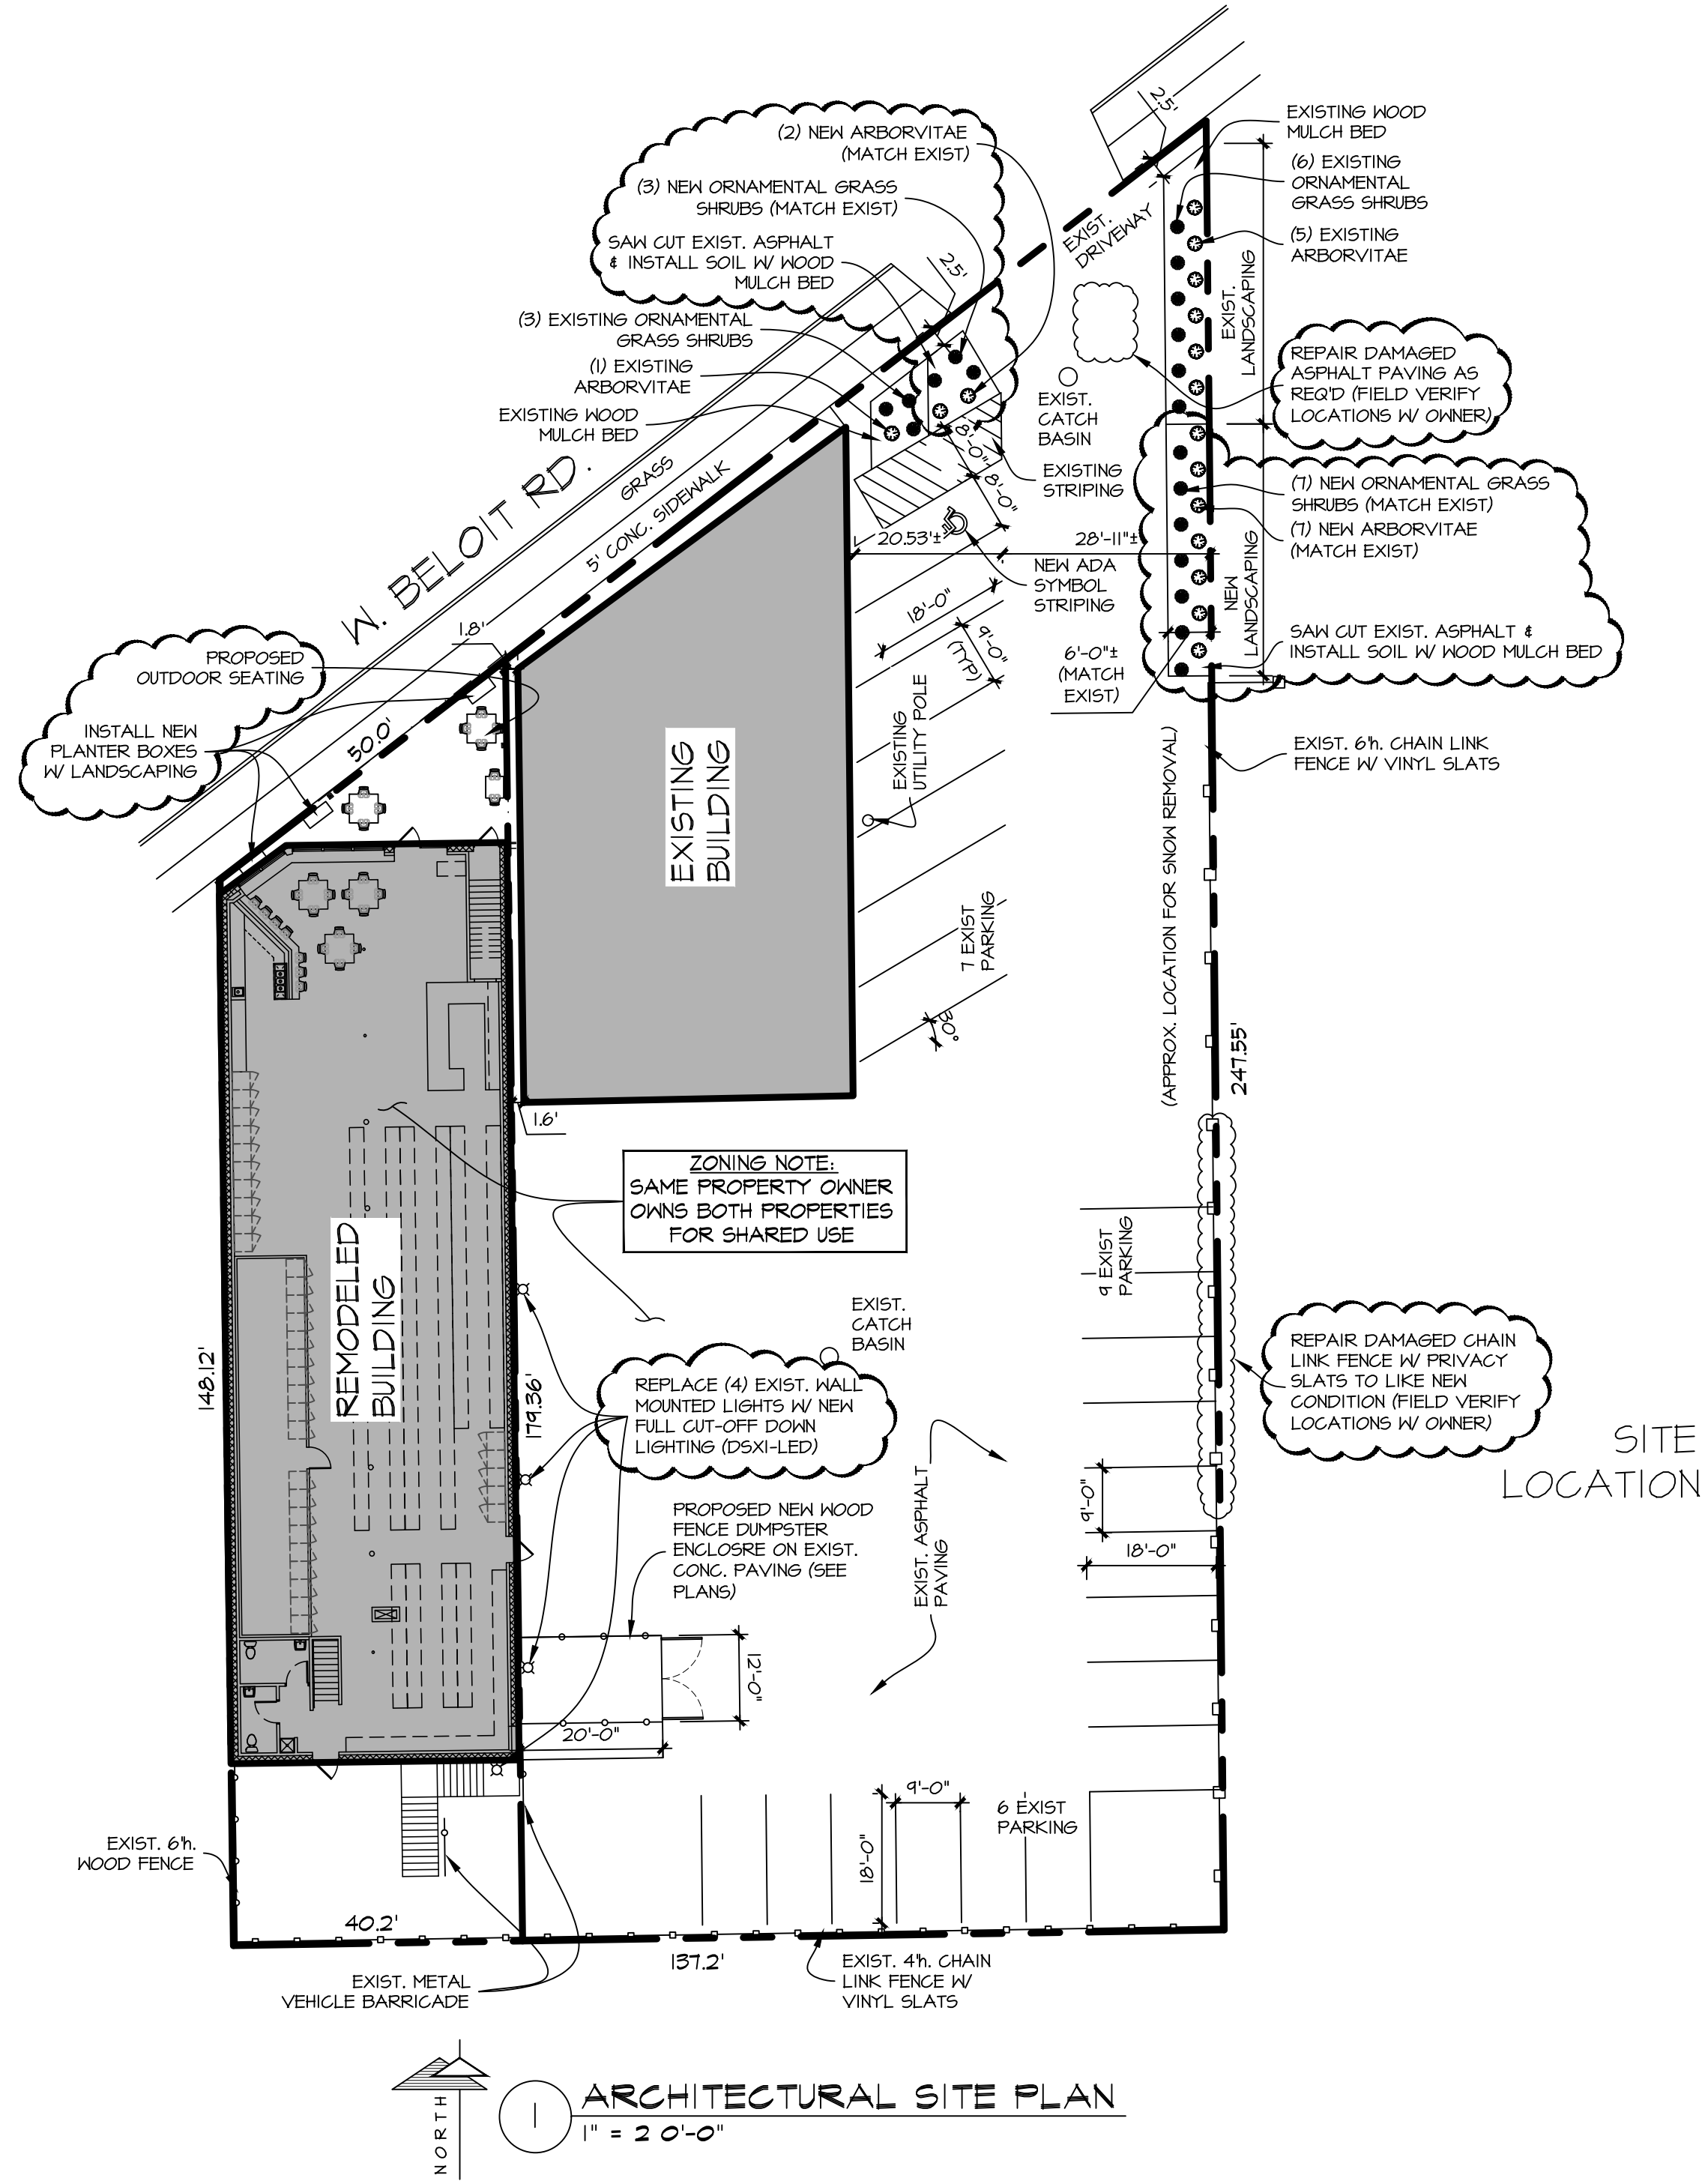 2.5'
EXISTING WOOD
MULCH BED
(6) EXISTING
ORNAMENTAL
GRASS SHRUBS
(5) EXISTING
ARBORVITAE
(2) NEW ARBORVITAE
(MATCH EXIST)
(3) NEW ORNAMENTAL GRASS
SHRUBS (MATCH EXIST)
SAW CUT EXIST. ASPHALT
& INSTALL SOIL W/ WOOD
MULCH BED
2.5'
EXIST.
DRIVEWAY
EXIST.
LANDSCAPING
(3) EXISTING ORNAMENTAL
GRASS SHRUBS
(1) EXISTING
ARBORVITAE
EXISTING WOOD
MULCH BED
REPAIR DAMAGED
ASPHALT PAVING AS
REQ'D (FIELD VERIFY
LOCATIONS W/ OWNER)
EXIST.
CATCH
BASIN
8'-0"
8'-0"
EXISTING
STRIPING
(7) NEW ORNAMENTAL GRASS
SHRUBS (MATCH EXIST)
(7) NEW ARBORVITAE
(MATCH EXIST)
W. BELOIT RD.
GRASS
5' CONC. SIDEWALK
20.53'±
28'-11"±
NEW ADA
SYMBOL
STRIPING
NEW
LANDSCAPING
SAW CUT EXIST. ASPHALT &
INSTALL SOIL W/ WOOD MULCH BED
18'-0"
9'-0"
(TYP)
6'-0"±
(MATCH
EXIST)
1.8'
PROPOSED
OUTDOOR SEATING
INSTALL NEW
PLANTER BOXES
W/ LANDSCAPING
50.0'
EXISTING
BUILDING
EXISTING
UTILITY POLE
EXIST. 6'h. CHAIN LINK
FENCE W/ VINYL SLATS
(APPROX. LOCATION FOR SNOW REMOVAL)
7 EXIST
PARKING
30°
247.55'
1.6'
ZONING NOTE:
SAME PROPERTY OWNER
OWNS BOTH PROPERTIES
FOR SHARED USE
REMODELED
BUILDING
9 EXIST
PARKING
EXIST.
CATCH
BASIN
REPAIR DAMAGED CHAIN
LINK FENCE W/ PRIVACY
SLATS TO LIKE NEW
CONDITION (FIELD VERIFY
LOCATIONS W/ OWNER)
SITE
LOCATION
148.12'
179.36'
REPLACE (4) EXIST. WALL
MOUNTED LIGHTS W/ NEW
FULL CUT-OFF DOWN
LIGHTING (DSX1-LED)
PROPOSED NEW WOOD
FENCE DUMPSTER
ENCLOSRE ON EXIST.
CONC. PAVING (SEE
PLANS)
EXIST. ASPHALT
PAVING
9'-0"
18'-0"
12'-0"
20'-0"
9'-0"
18'-0"
6 EXIST
PARKING
EXIST. 6'h.
WOOD FENCE
40.2'
137.2'
EXIST. METAL
VEHICLE BARRICADE
EXIST. 4'h. CHAIN
LINK FENCE W/
VINYL SLATS
NORTH
1
ARCHITECTURAL SITE PLAN
1" = 20'-0"